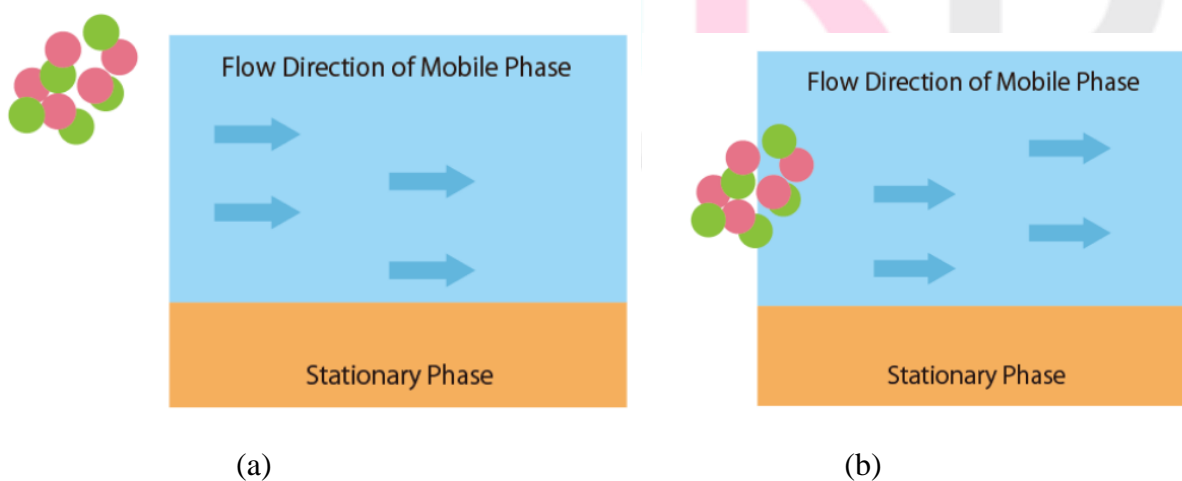 Flow Direction of Mobile Phase
Stationary Phase
(a)
Flow Direction of Mobile Phase
Stationary Phase
(b)